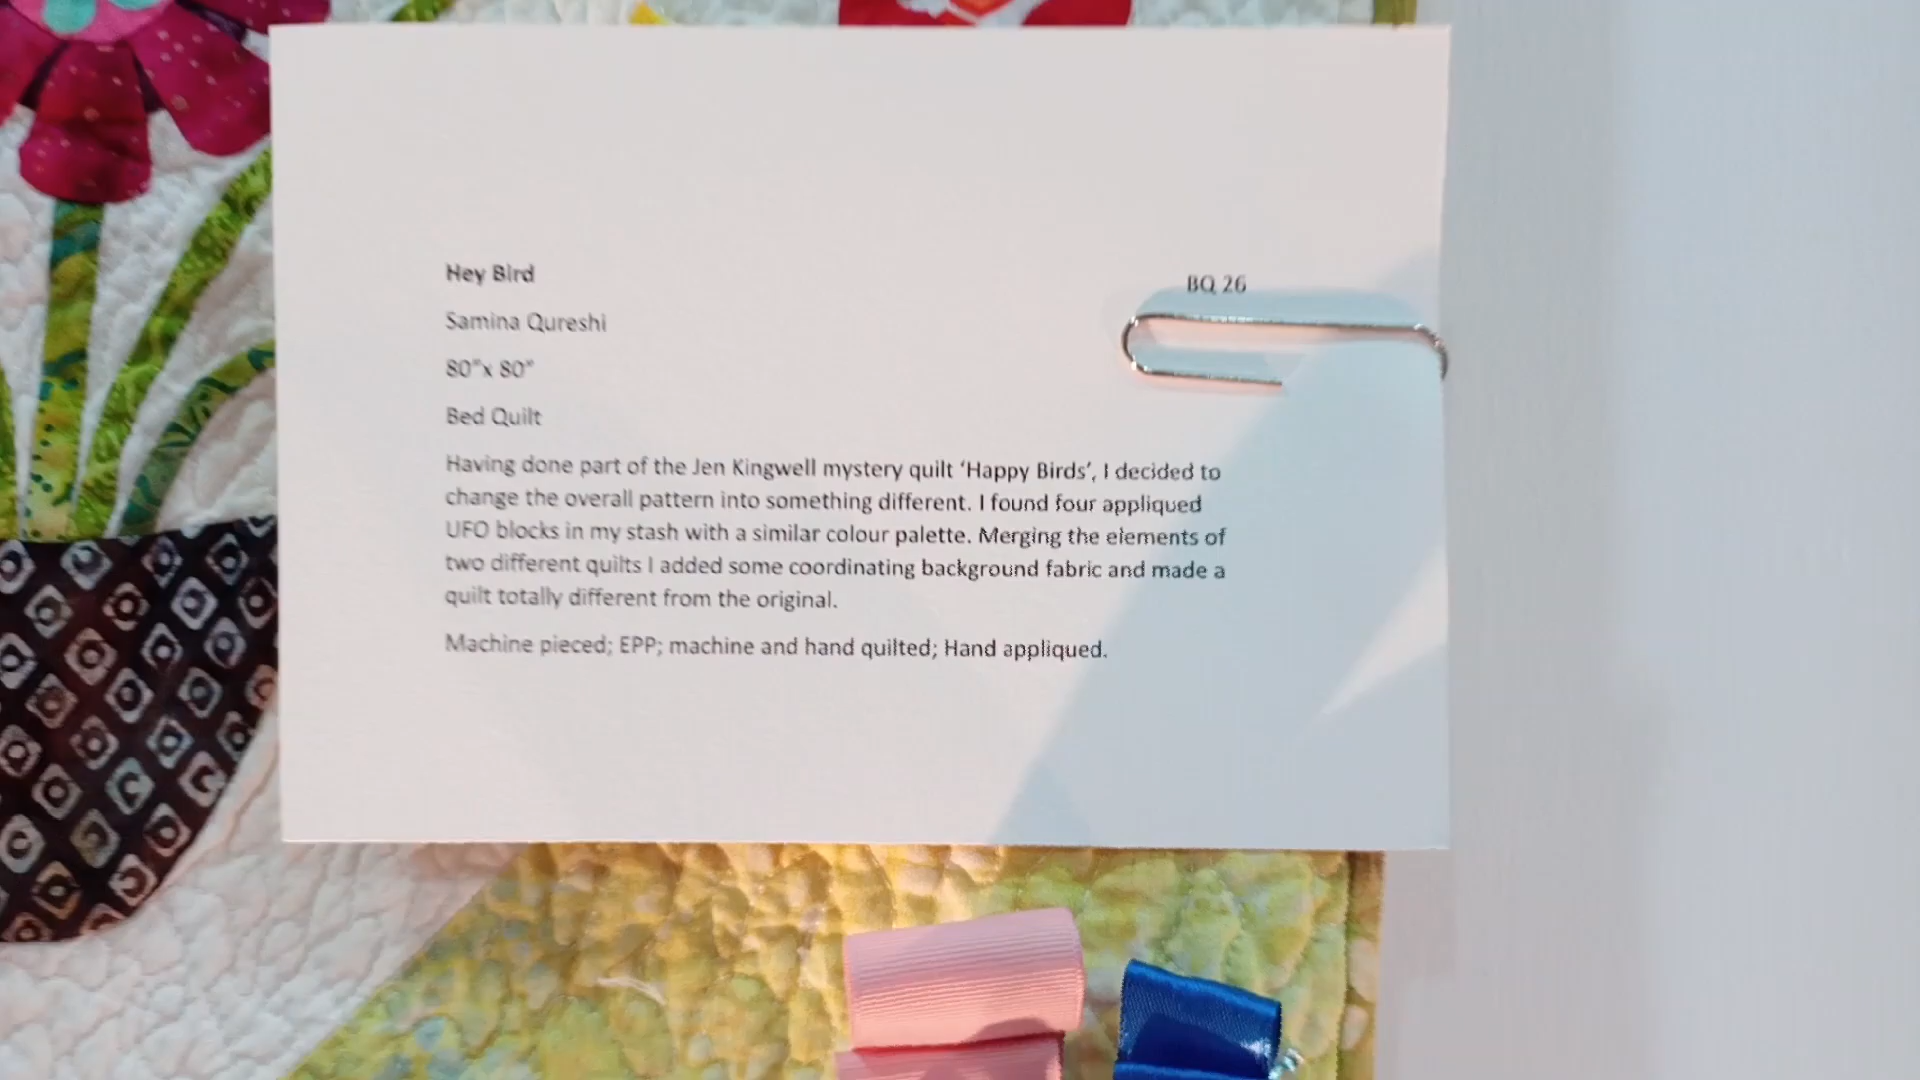 Hey Bird
BQ 26
Samina Qureshi
80"x 80"
Bed Quilt
Having done part of the Jen Kingwell mystery quilt ‘Happy Birds’, I decided to
change the overall pattern into something different. I found four appliqued
UFO blocks in my stash with a similar colour palette. Merging the elements of
two different quilts I added some coordinating background fabric and made a
quilt totally different from the original.
Machine pieced; EPP; machine and hand quilted; Hand appliqued.